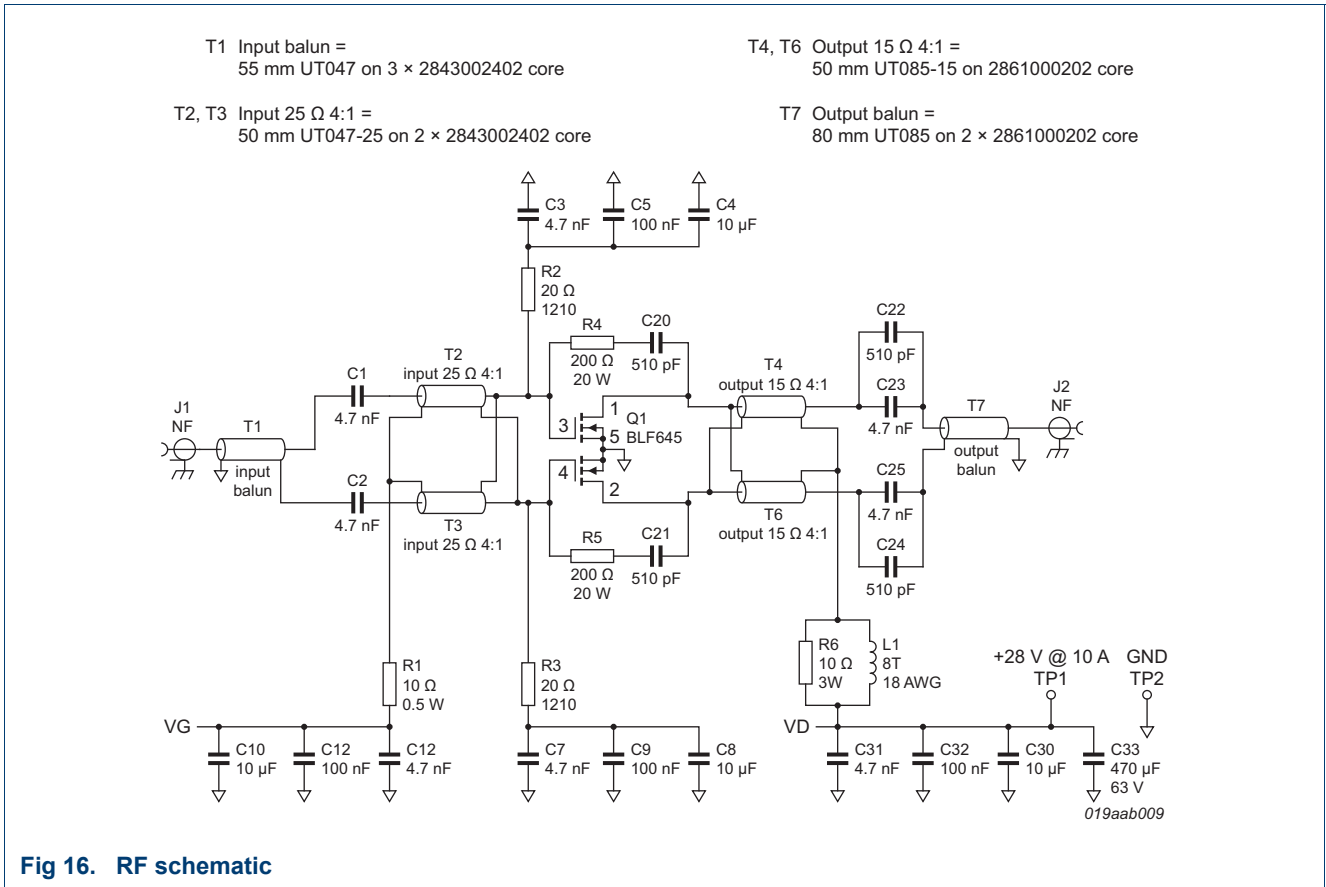 T1 Input balun =
55 mm UT047 on 3 × 2843002402 core
T2, T3 Input 25 Ω 4:1 =
50 mm UT047-25 on 2 × 2843002402 core
T4, T6 Output 15 Ω 4:1 =
50 mm UT085-15 on 2861000202 core
T7 Output balun =
80 mm UT085 on 2 × 2861000202 core
C3
4.7 nF
C5
100 nF
C4
10 µF
R2
20 Ω
1210
R4
200 Ω
20 W
C20
510 pF
C22
510 pF
T2
input 25 Ω 4:1
T4
output 15 Ω 4:1
C1
4.7 nF
C23
4.7 nF
J1
NF
T1
input
balun
1
3
5
Q1
BLF645
4
2
T7
output
balun
J2
NF
C2
4.7 nF
C25
4.7 nF
T3
input 25 Ω 4:1
T6
output 15 Ω 4:1
R5
200 Ω
20 W
C21
510 pF
C24
510 pF
R1
10 Ω
0.5 W
R3
20 Ω
1210
R6
10 Ω
3W
L1
8T
18 AWG
+28 V @ 10 A
TP1
GND
TP2
VG
VD
C10
10 µF
C12
100 nF
C12
4.7 nF
C7
4.7 nF
C9
100 nF
C8
10 µF
C31
4.7 nF
C32
100 nF
C30
10 µF
C33
470 µF
63 V
019aab009
Fig 16. RF schematic